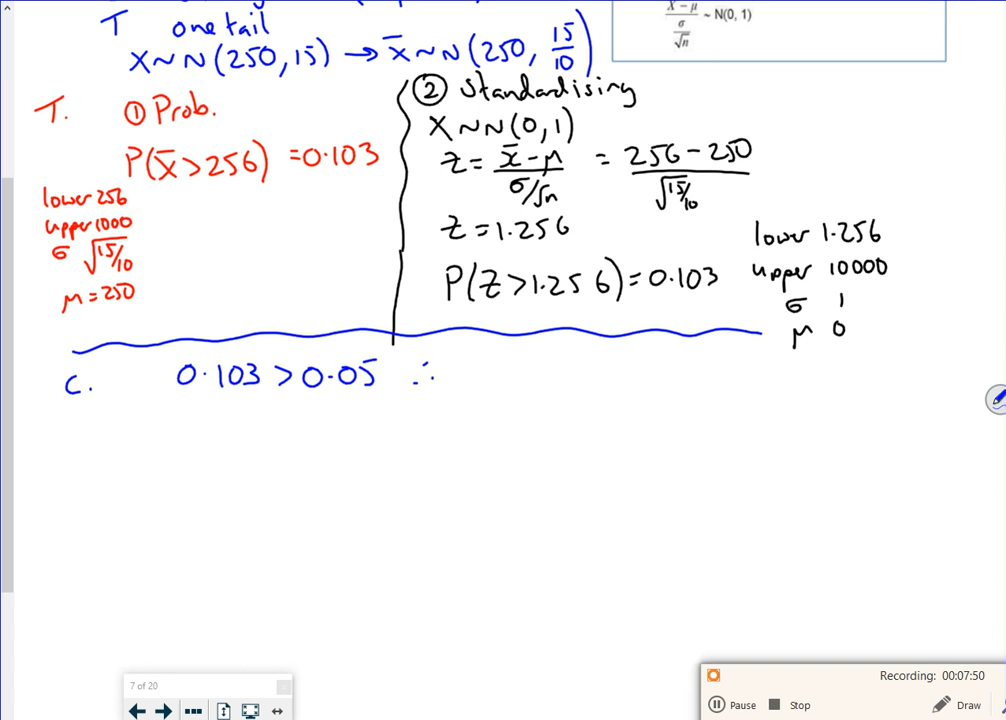 T one tail
X~N(250,15) → x̄~N(250, 15/10)
X̄ - μ
σ/√n ~ N(0, 1)
T. ① Prob.
P(x̄>256) = 0.103
lower 256
upper 1000
σ √15/10
μ = 250
② Standardising
X~N(0,1)
z = x̄-μ / σ/√n = 256-250 / √15/10
z = 1.256
P(Z>1.256) = 0.103
lower 1.256
upper 10000
σ 1
μ 0
C. 0.103 > 0.05 ∴
7 of 20
Recording: 00:07:50
Pause Stop Draw